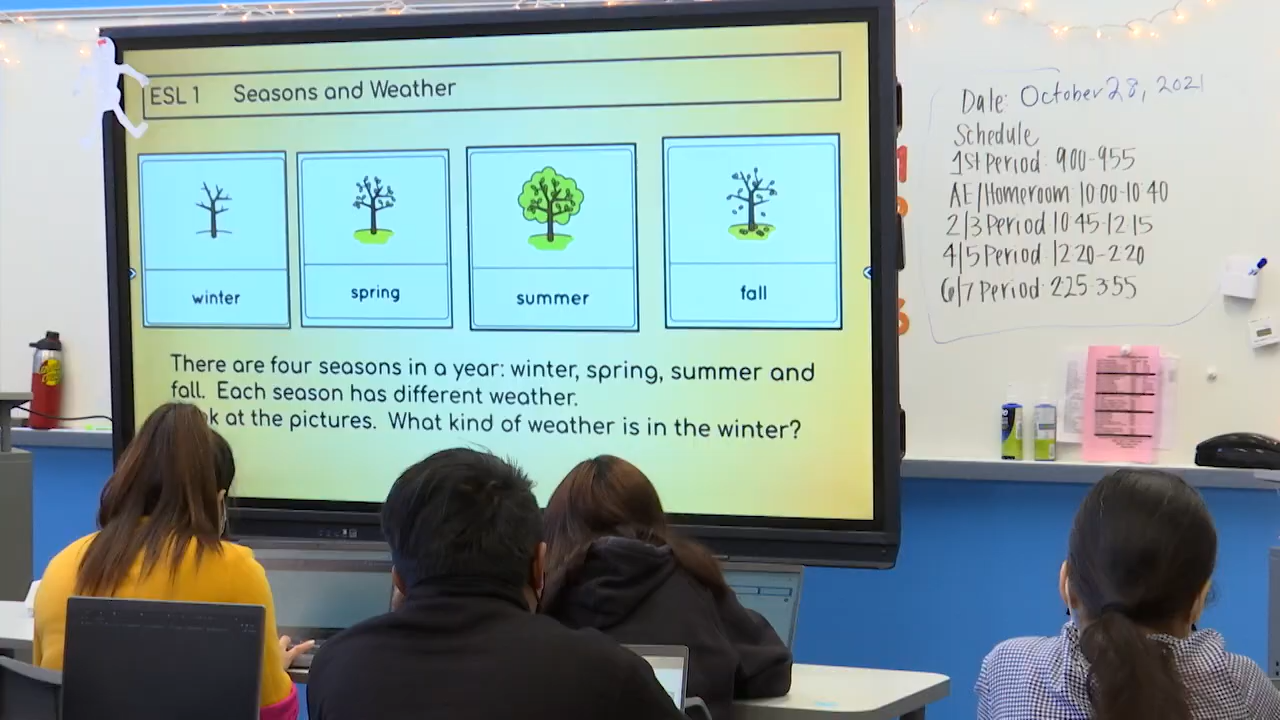 ESL 1 Seasons and Weather
winter
spring
summer
fall
There are four seasons in a year: winter, spring, summer and
fall. Each season has different weather.
at the pictures. What kind of weather is in the winter?
Date: October 28, 2021
Schedule
1st Period: 9:00-9:55
AE/Homeroom 10:00-10:40
2/3 Period 10:45-12:15
4/5 Period: 12:20-2:20
6/7 Period: 2:25-3:55